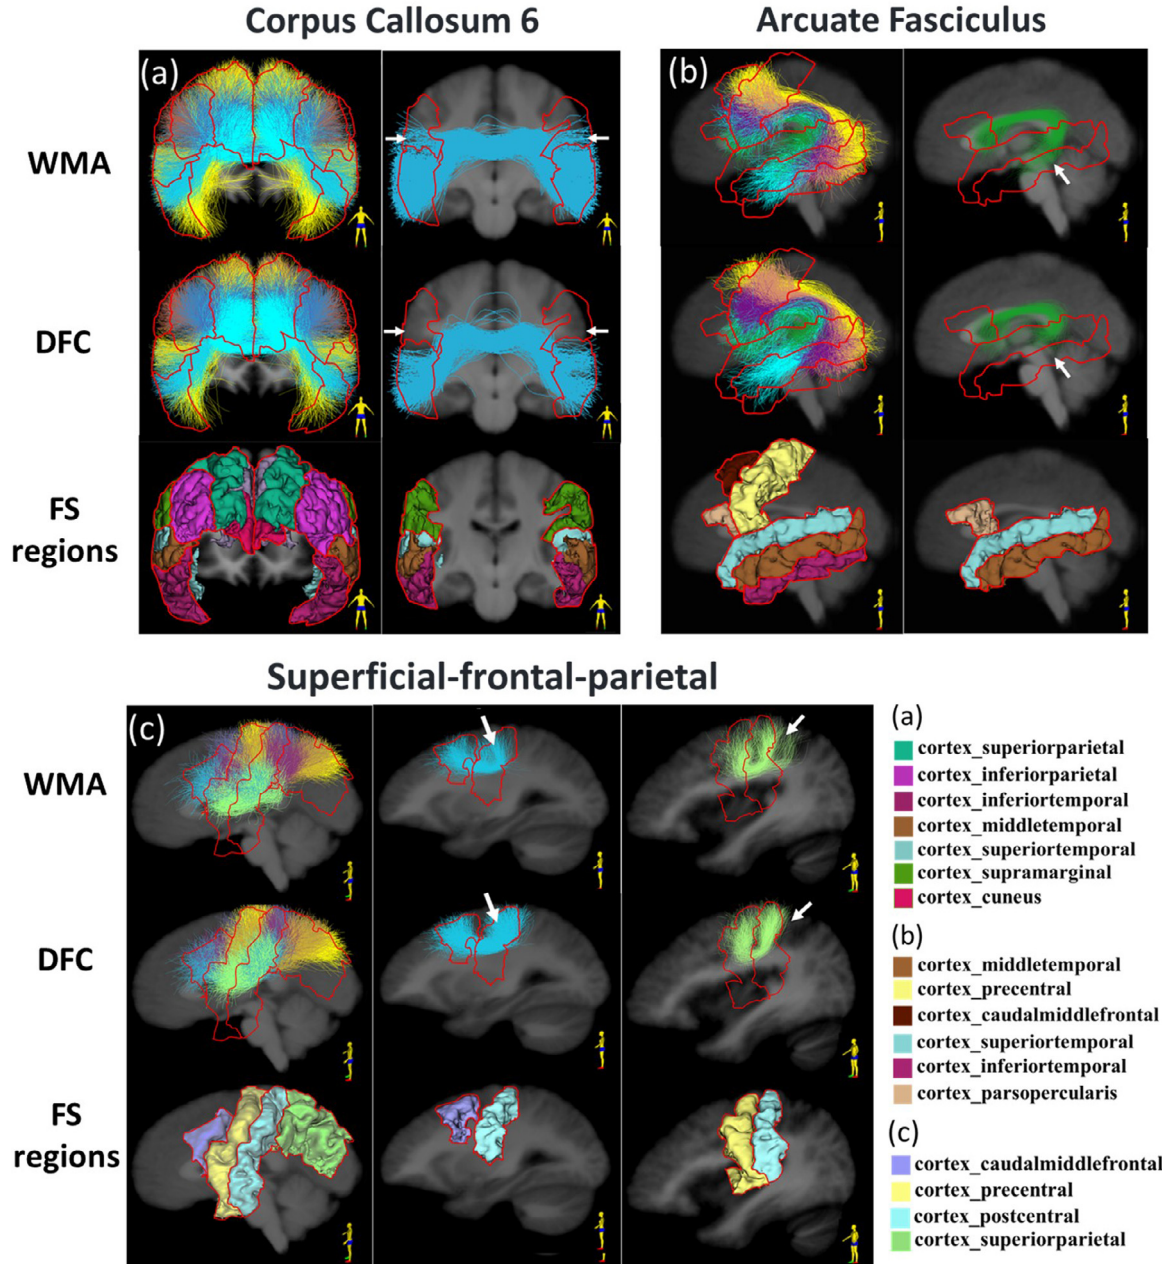 Corpus Callosum 6
Arcuate Fasciculus
(a)
(b)
WMA
DFC
FS
regions
Superficial-frontal-parietal
(c)
WMA
DFC
FS
regions
(a)
cortex_superiorparietal
cortex_inferiorparietal
cortex_inferiortemporal
cortex_middletemporal
cortex_superiortemporal
cortex_supramarginal
cortex_cuneus
(b)
cortex_middletemporal
cortex_precentral
cortex_caudalmiddlefrontal
cortex_superiortemporal
cortex_inferiortemporal
cortex_parsopercularis
(c)
cortex_caudalmiddlefrontal
cortex_precentral
cortex_postcentral
cortex_superiorparietal